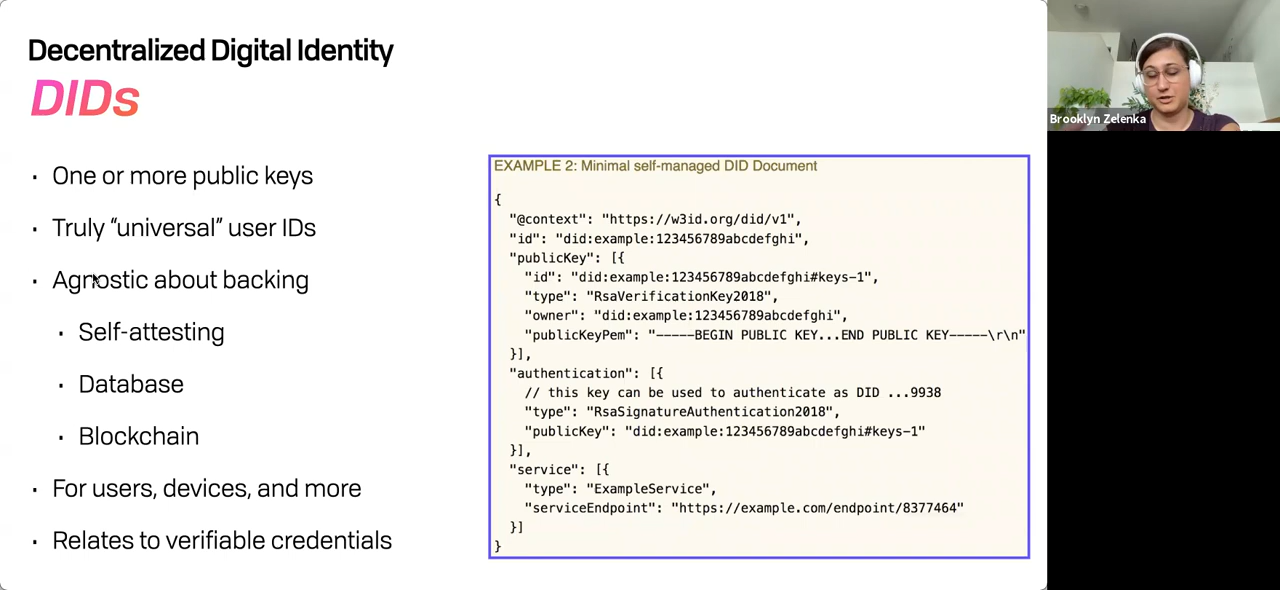 Decentralized Digital Identity
DIDs
· One or more public keys
· Truly “universal” user IDs
· Agnostic about backing
· Self-attesting
· Database
· Blockchain
· For users, devices, and more
· Relates to verifiable credentials
EXAMPLE 2: Minimal self-managed DID Document
{
  "@context": "https://w3id.org/did/v1",
  "id": "did:example:123456789abcdefghi",
  "publicKey": [{
    "id": "did:example:123456789abcdefghi#keys-1",
    "type": "RsaVerificationKey2018",
    "owner": "did:example:123456789abcdefghi",
    "publicKeyPem": "-----BEGIN PUBLIC KEY...END PUBLIC KEY-----\r\n"
  }],
  "authentication": [{
    // this key can be used to authenticate as DID ...9938
    "type": "RsaSignatureAuthentication2018",
    "publicKey": "did:example:123456789abcdefghi#keys-1"
  }],
  "service": [{
    "type": "ExampleService",
    "serviceEndpoint": "https://example.com/endpoint/8377464"
  }]
}
Brooklyn Zelenka